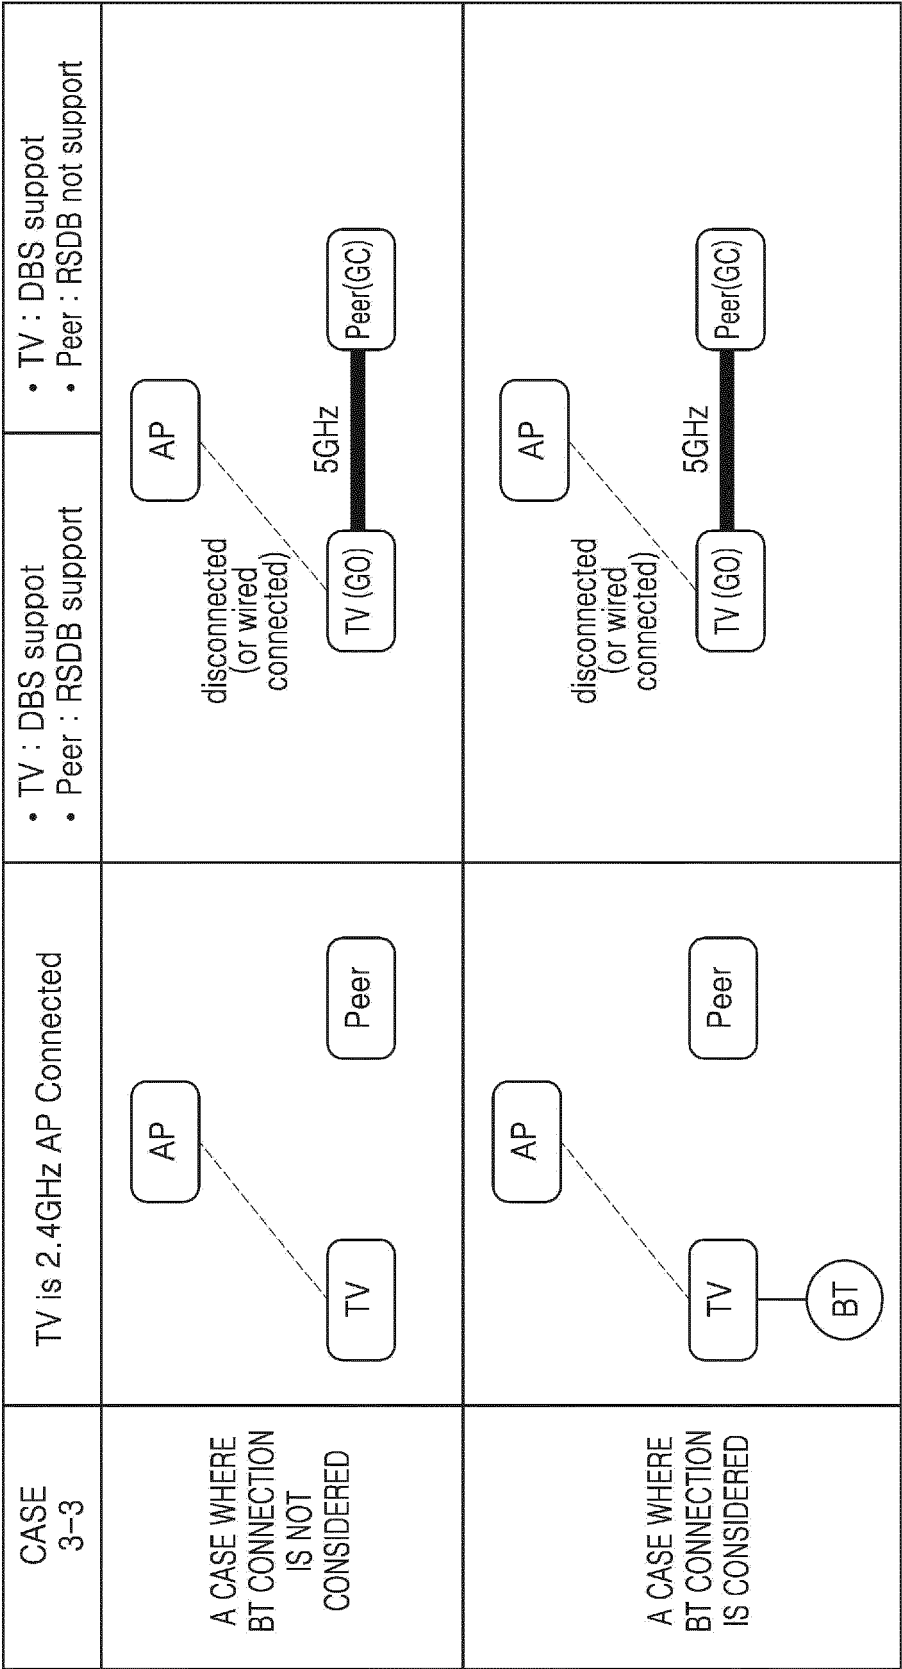 CASE
3-3
TV is 2.4GHz AP Connected
• TV : DBS suppot
• Peer : RSDB support
• TV : DBS suppot
• Peer : RSDB not support
A CASE WHERE
BT CONNECTION
IS NOT
CONSIDERED
AP
TV
Peer
AP
disconnected
(or wired
connected)
5GHz
TV (GO)
Peer(GC)
A CASE WHERE
BT CONNECTION
IS CONSIDERED
AP
TV
Peer
BT
AP
disconnected
(or wired
connected)
5GHz
TV (GO)
Peer(GC)